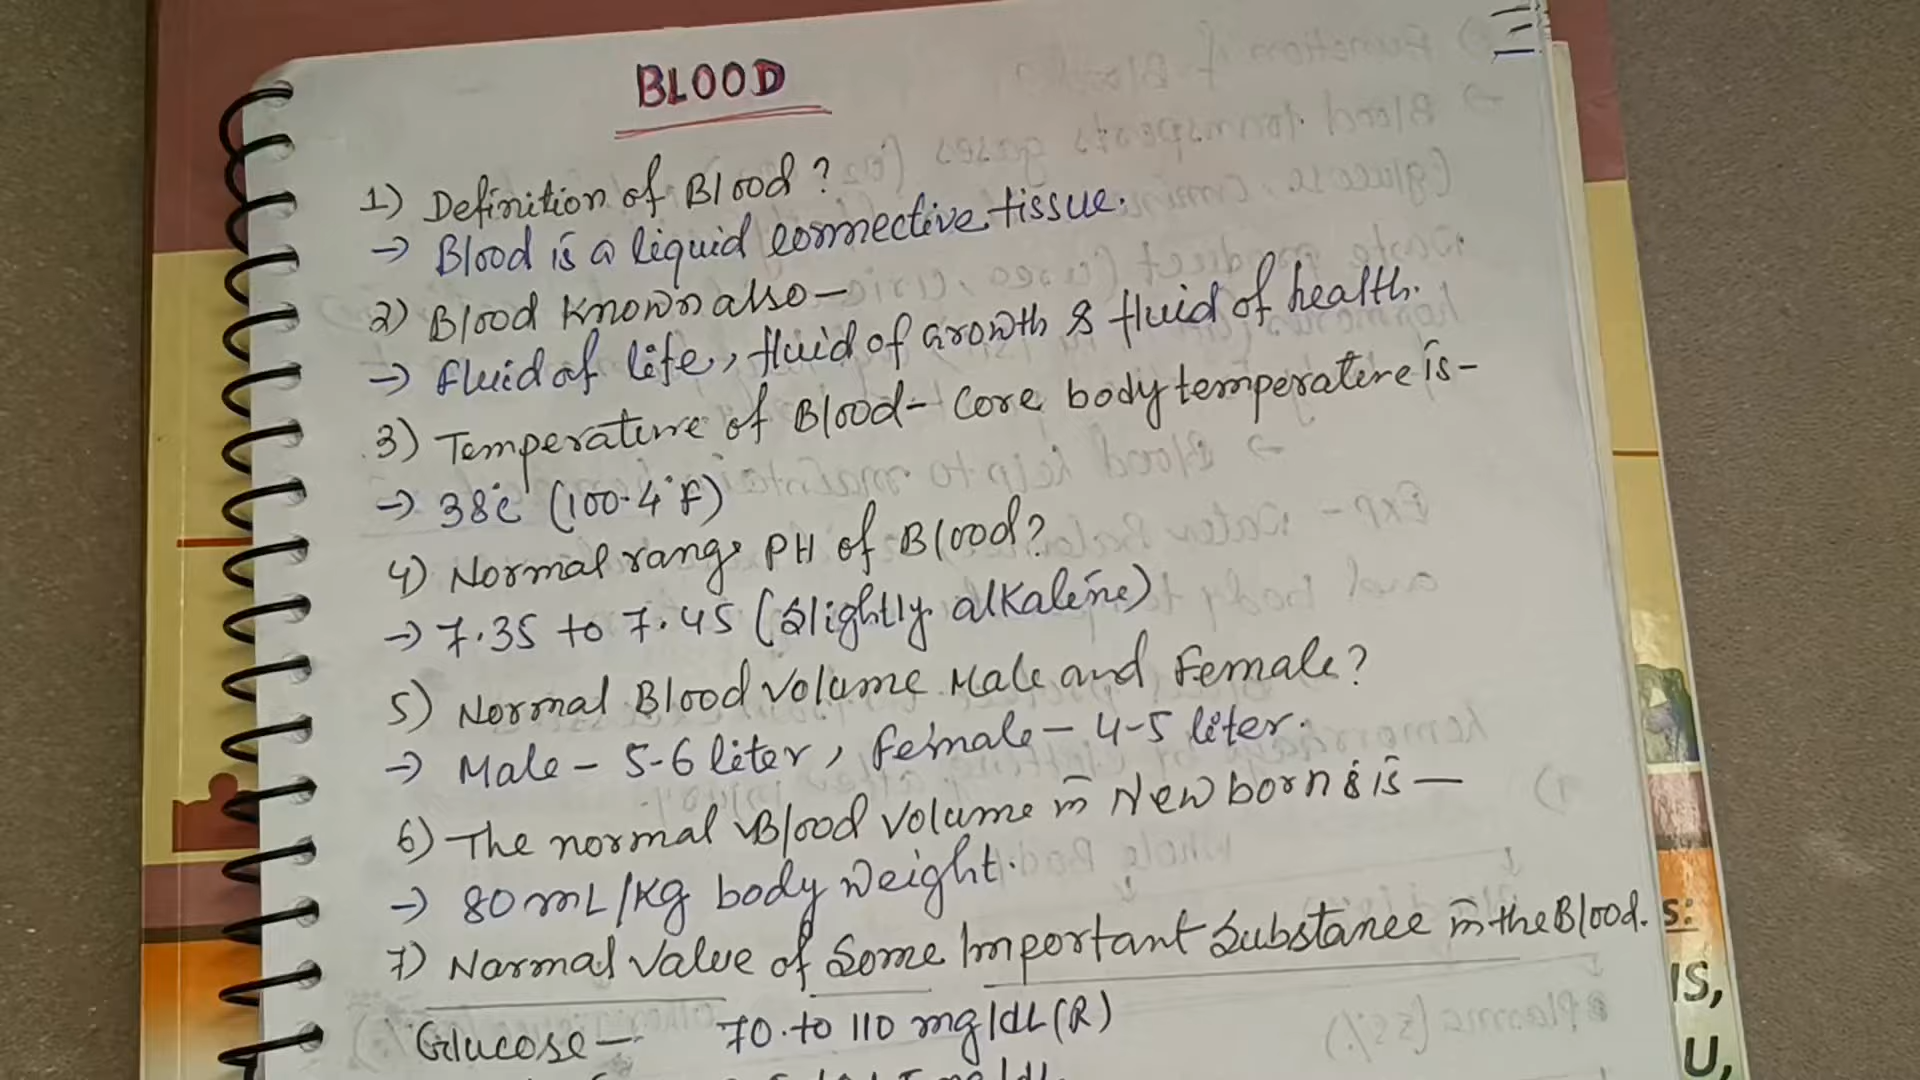 BLOOD
1) Definition of Blood?
→ Blood is a liquid connective tissue.
2) Blood Known also —
→ Fluid of life, fluid of Growth & fluid of health.
3) Temperature of Blood - Core body temperature is -
→ 38°c (100.4°F)
4) Normal range PH of Blood?
→ 7.35 to 7.45 (Slightly alkaline)
5) Normal Blood Volume Male and Female?
→ Male - 5-6 liter, Female - 4-5 liter.
6) The normal Blood Volume in New borns is —
→ 80 mL/Kg body Weight.
7) Normal Value of Some Important Substance in the Blood.
Glucose — 70 to 110 mg/dL (R)
S:
IS,
U,